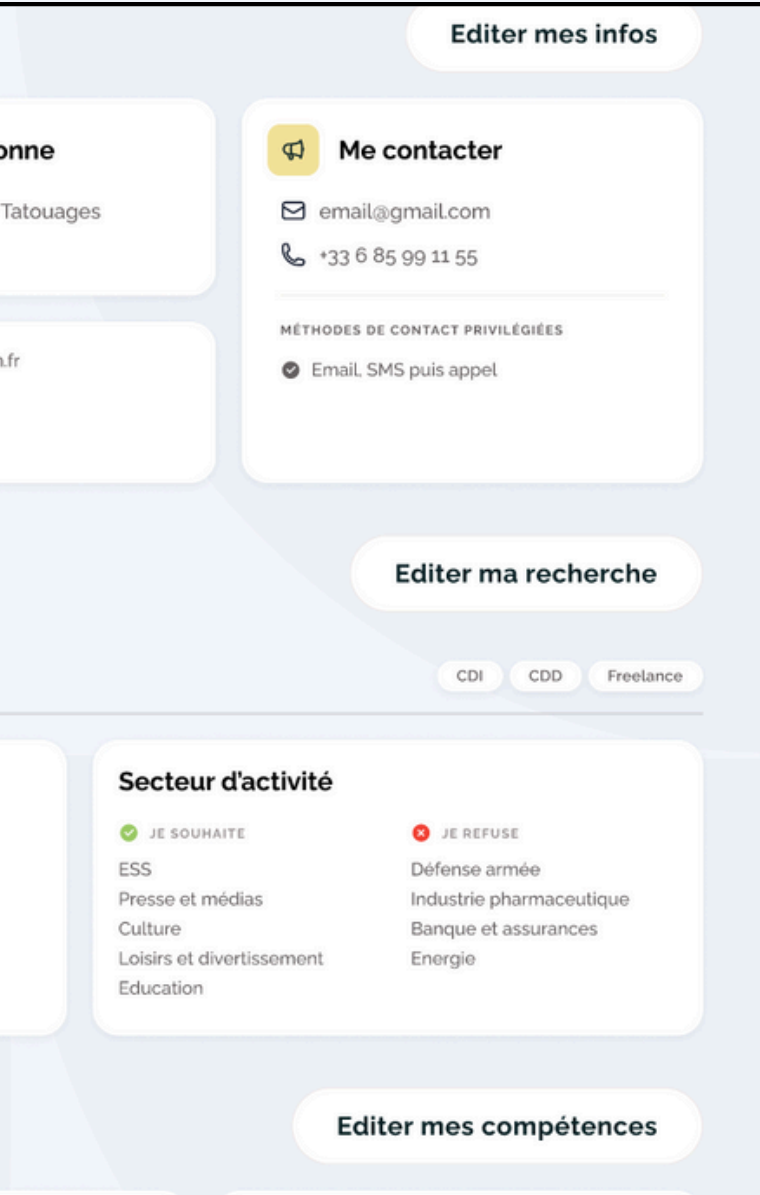 Editer mes infos
onne
Me contacter
Tatouages
email@gmail.com
+33 6 85 99 11 55
MÉTHODES DE CONTACT PRIVILÉGIÉES
.fr
Email, SMS puis appel
Editer ma recherche
CDI CDD Freelance
Secteur d'activité
JE SOUHAITE
ESS
Presse et médias
Culture
Loisirs et divertissement
Education
JE REFUSE
Défense armée
Industrie pharmaceutique
Banque et assurances
Energie
Editer mes compétences